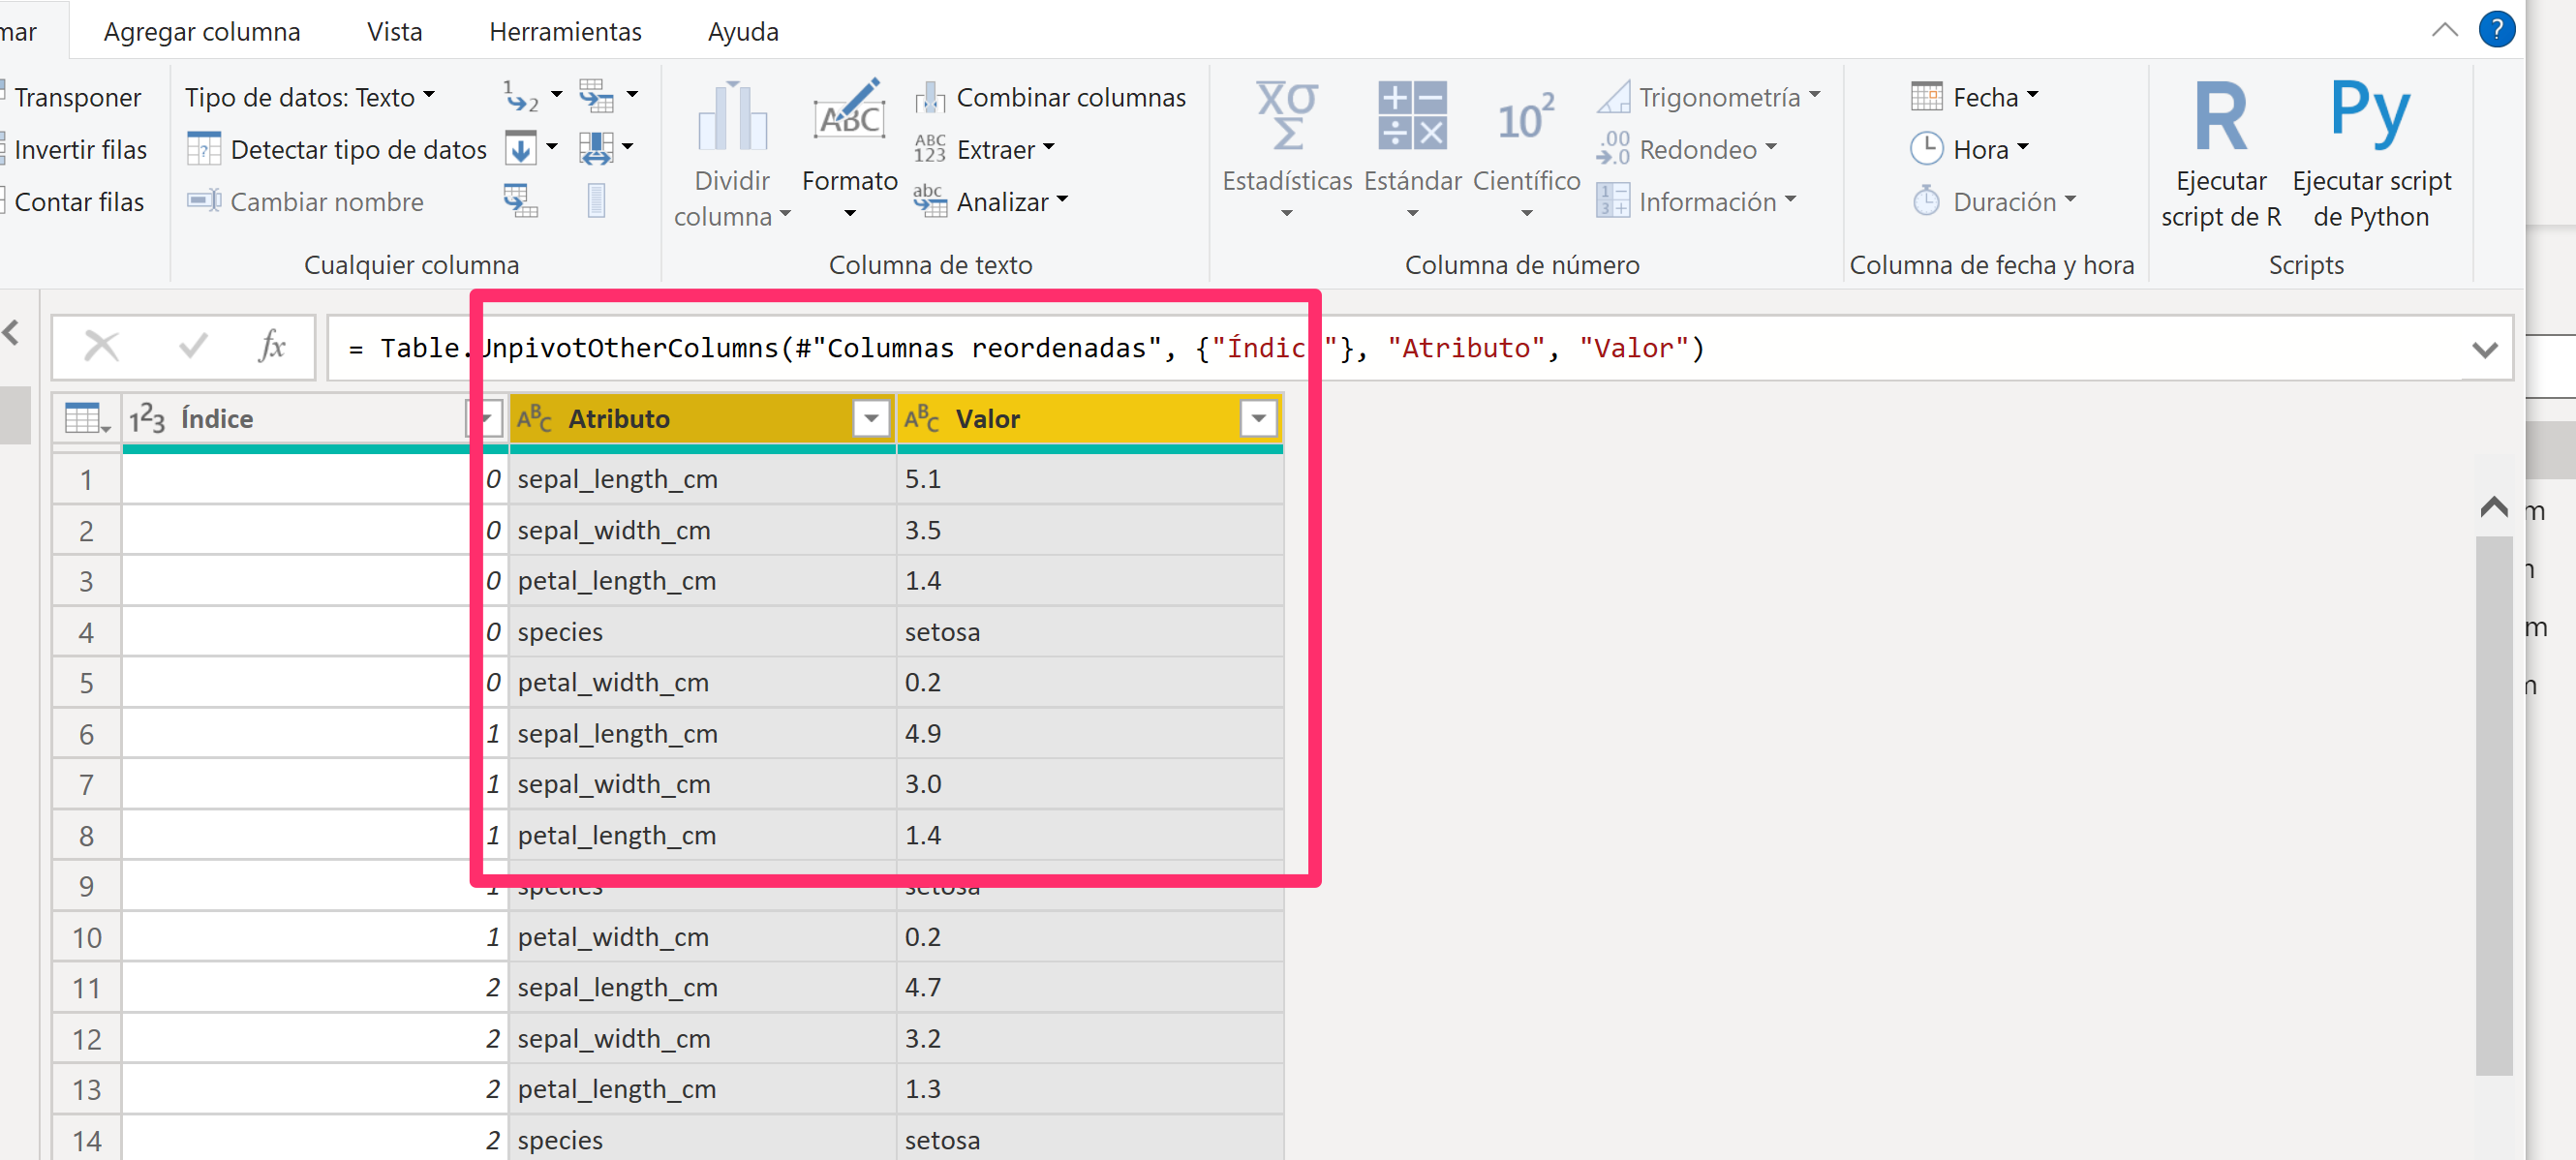 mar Agregar columna Vista Herramientas Ayuda ?
Transponer
Invertir filas
Contar filas
Tipo de datos: Texto
Detectar tipo de datos
Cambiar nombre
Cualquier columna
Dividir columna
Formato
Combinar columnas
Extraer
Analizar
Columna de texto
Estadísticas
Estándar
Científico
Trigonometría
Redondeo
Información
Columna de número
Fecha
Hora
Duración
Columna de fecha y hora
R
Ejecutar
script de R
Py
Ejecutar script
de Python
Scripts
fx = Table.UnpivotOtherColumns(#"Columnas reordenadas", {"Índic"}, "Atributo", "Valor")
123 Índice ABC Atributo ABC Valor
1 0 sepal_length_cm 5.1
2 0 sepal_width_cm 3.5
3 0 petal_length_cm 1.4
4 0 species setosa
5 0 petal_width_cm 0.2
6 1 sepal_length_cm 4.9
7 1 sepal_width_cm 3.0
8 1 petal_length_cm 1.4
9 1 species setosa
10 1 petal_width_cm 0.2
11 2 sepal_length_cm 4.7
12 2 sepal_width_cm 3.2
13 2 petal_length_cm 1.3
14 2 species setosa